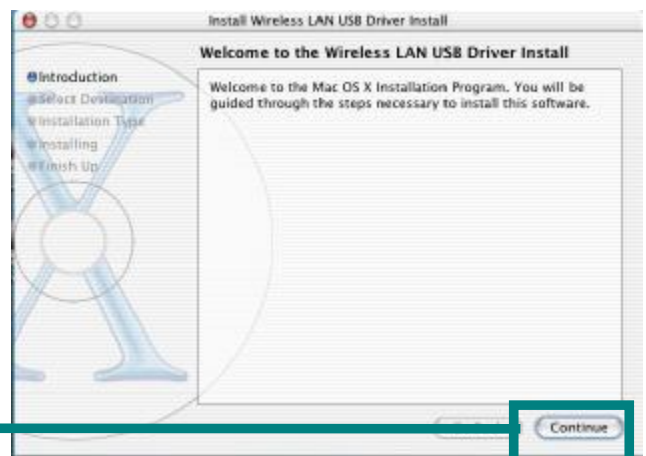 Install Wireless LAN USB Driver Install
Welcome to the Wireless LAN USB Driver Install
Introduction
Select Destination
Installation Type
Installing
Finish Up
Welcome to the Mac OS X Installation Program. You will be
guided through the steps necessary to install this software.
Continue